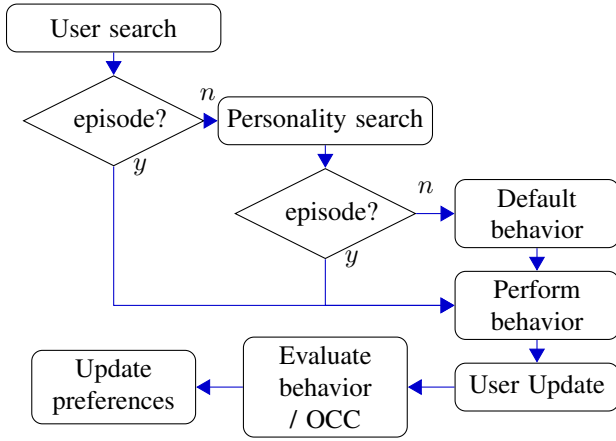 User search
episode?
n
Personality search
y
episode?
n
Default
behavior
y
Perform
behavior
Update
preferences
Evaluate
behavior
/ OCC
User Update